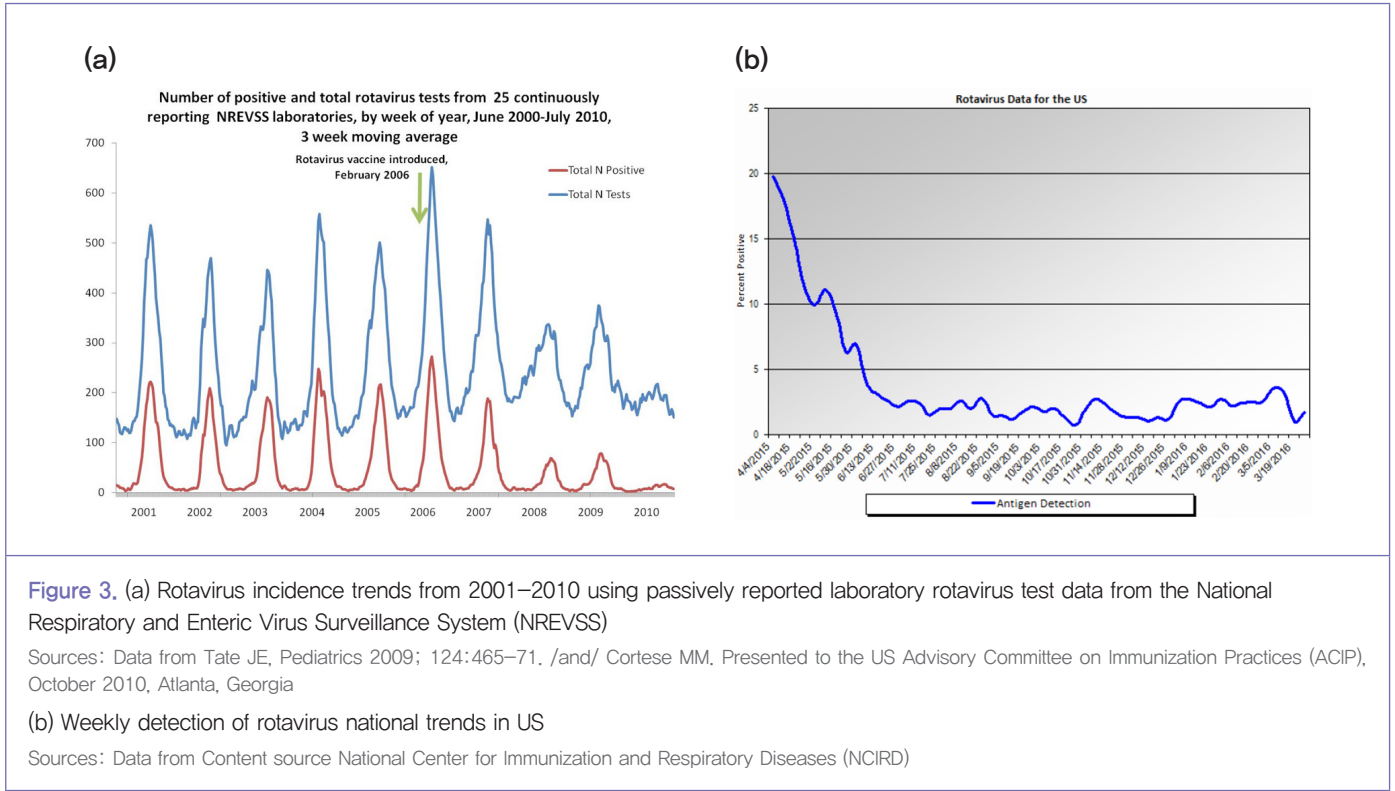 (a)
Number of positive and total rotavirus tests from 25 continuously
reporting NREVSS laboratories, by week of year, June 2000-July 2010,
3 week moving average
Rotavirus vaccine introduced,
February 2006
Total N Positive
Total N Tests
700
600
500
400
300
200
100
0
2001 2002 2003 2004 2005 2006 2007 2008 2009 2010
(b)
Rotavirus Data for the US
Percent Positive
25
20
15
10
5
0
4/4/2015 4/18/2015 5/2/2015 5/16/2015 5/30/2015 6/13/2015 6/27/2015 7/11/2015 7/25/2015 8/8/2015 8/22/2015 9/5/2015 9/19/2015 10/3/2015 10/17/2015 10/31/2015 11/14/2015 11/28/2015 12/12/2015 12/26/2015 1/9/2016 1/23/2016 2/6/2016 2/20/2016 3/5/2016 3/19/2016
Antigen Detection
Figure 3. (a) Rotavirus incidence trends from 2001–2010 using passively reported laboratory rotavirus test data from the National
Respiratory and Enteric Virus Surveillance System (NREVSS)
Sources: Data from Tate JE, Pediatrics 2009; 124:465–71. /and/ Cortese MM. Presented to the US Advisory Committee on Immunization Practices (ACIP),
October 2010, Atlanta, Georgia
(b) Weekly detection of rotavirus national trends in US
Sources: Data from Content source National Center for Immunization and Respiratory Diseases (NCIRD)